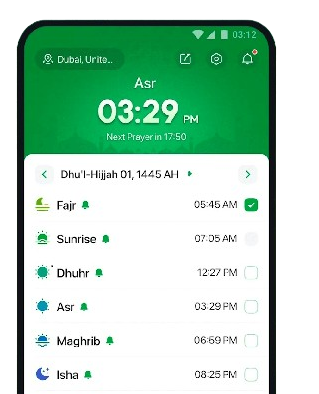 03:12
Dubai, Unite...
Asr
03:29 PM
Next Prayer in 17:50
Dhu'l-Hijjah 01, 1445 AH
Fajr 05:45 AM
Sunrise 07:05 AM
Dhuhr 12:27 PM
Asr 03:29 PM
Maghrib 06:59 PM
Isha 08:25 PM